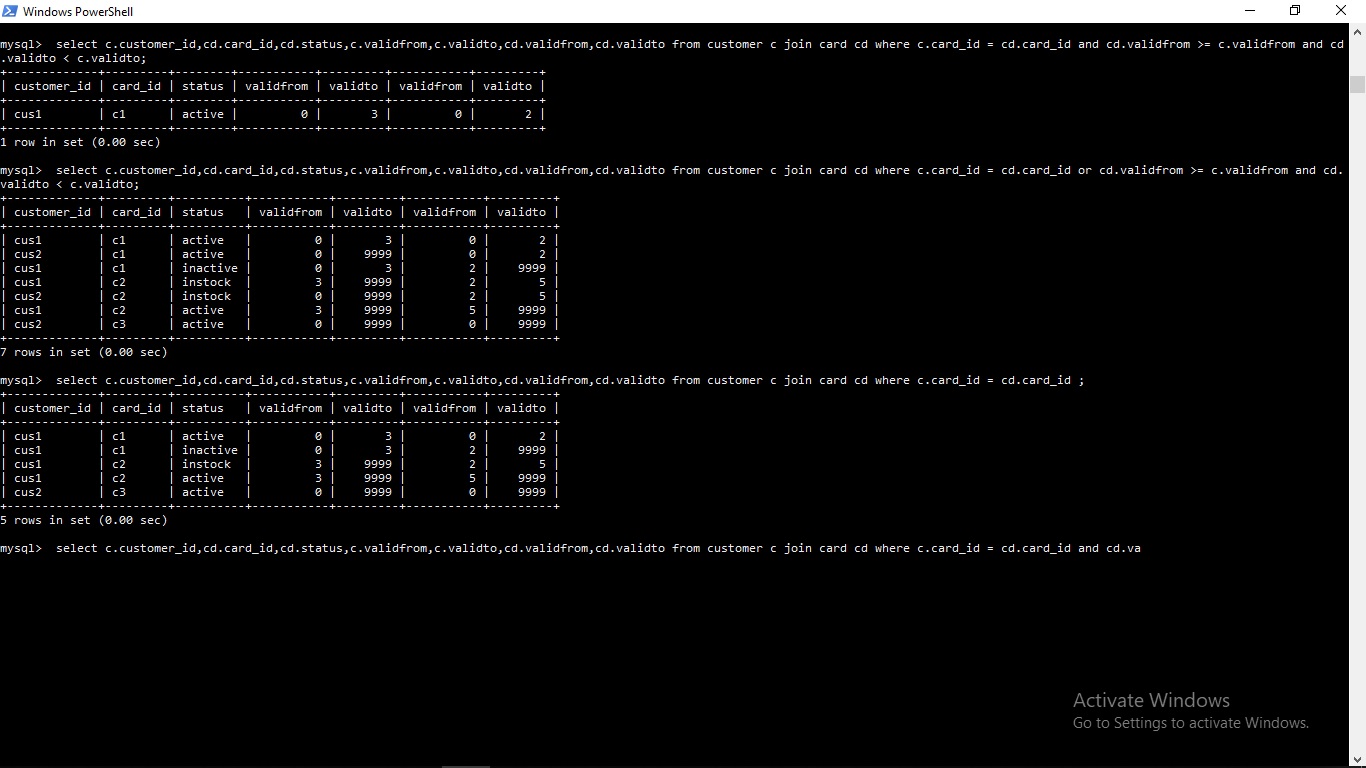 Windows PowerShell
mysql>  select c.customer_id,cd.card_id,cd.status,c.validfrom,c.validto,cd.validfrom,cd.validto from customer c join card cd where c.card_id = cd.card_id and cd.validfrom >= c.validfrom and cd
.validto < c.validto;
+-------------+---------+--------+-----------+---------+-----------+---------+
| customer_id | card_id | status | validfrom | validto | validfrom | validto |
+-------------+---------+--------+-----------+---------+-----------+---------+
| cus1        | c1      | active |         0 |       3 |         0 |       2 |
+-------------+---------+--------+-----------+---------+-----------+---------+
1 row in set (0.00 sec)
mysql>  select c.customer_id,cd.card_id,cd.status,c.validfrom,c.validto,cd.validfrom,cd.validto from customer c join card cd where c.card_id = cd.card_id or cd.validfrom >= c.validfrom and cd.
validto < c.validto;
+-------------+---------+----------+-----------+---------+-----------+---------+
| customer_id | card_id | status   | validfrom | validto | validfrom | validto |
+-------------+---------+----------+-----------+---------+-----------+---------+
| cus1        | c1      | active   |         0 |       3 |         0 |       2 |
| cus2        | c1      | active   |         0 |    9999 |         0 |       2 |
| cus1        | c1      | inactive |         0 |       3 |         2 |    9999 |
| cus1        | c2      | instock  |         3 |    9999 |         2 |       5 |
| cus2        | c2      | instock  |         0 |    9999 |         2 |       5 |
| cus1        | c2      | active   |         3 |    9999 |         5 |    9999 |
| cus2        | c3      | active   |         0 |    9999 |         0 |    9999 |
+-------------+---------+----------+-----------+---------+-----------+---------+
7 rows in set (0.00 sec)
mysql>  select c.customer_id,cd.card_id,cd.status,c.validfrom,c.validto,cd.validfrom,cd.validto from customer c join card cd where c.card_id = cd.card_id ;
+-------------+---------+----------+-----------+---------+-----------+---------+
| customer_id | card_id | status   | validfrom | validto | validfrom | validto |
+-------------+---------+----------+-----------+---------+-----------+---------+
| cus1        | c1      | active   |         0 |       3 |         0 |       2 |
| cus1        | c1      | inactive |         0 |       3 |         2 |    9999 |
| cus1        | c2      | instock  |         3 |    9999 |         2 |       5 |
| cus1        | c2      | active   |         3 |    9999 |         5 |    9999 |
| cus2        | c3      | active   |         0 |    9999 |         0 |    9999 |
+-------------+---------+----------+-----------+---------+-----------+---------+
5 rows in set (0.00 sec)
mysql>  select c.customer_id,cd.card_id,cd.status,c.validfrom,c.validto,cd.validfrom,cd.validto from customer c join card cd where c.card_id = cd.card_id and cd.va
Activate Windows
Go to Settings to activate Windows.